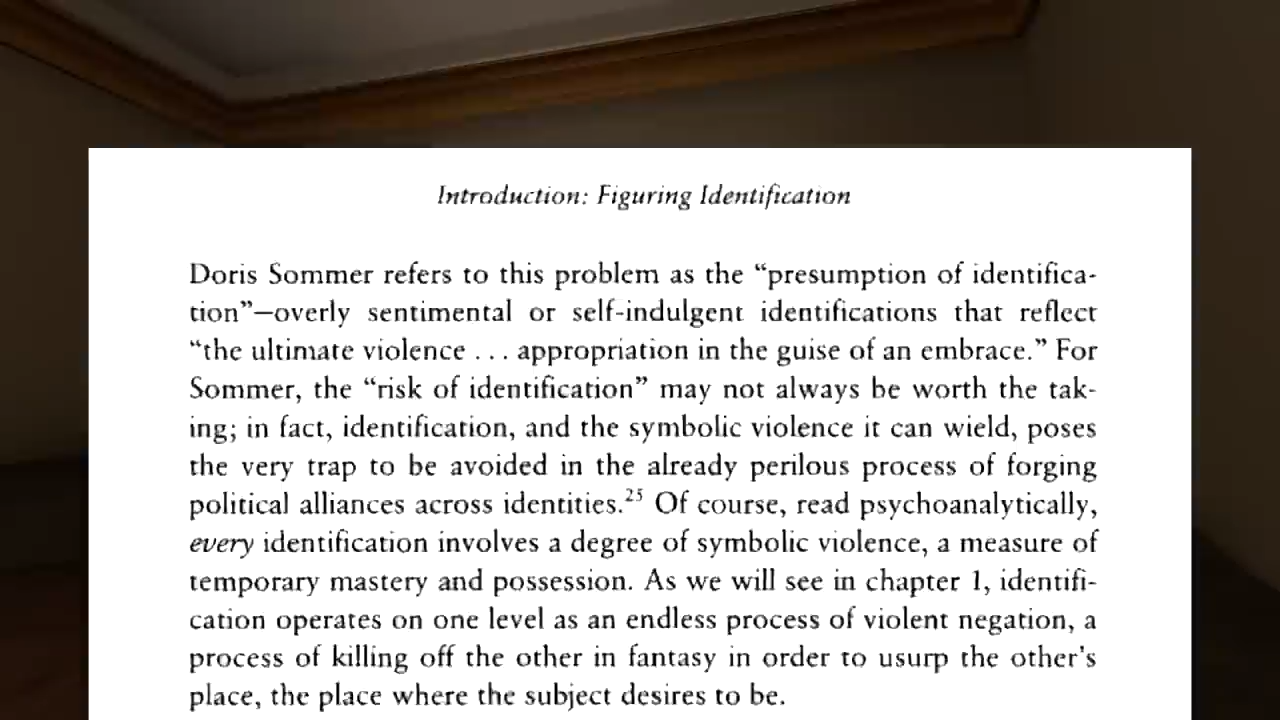 Introduction: Figuring Identification
Doris Sommer refers to this problem as the “presumption of identifica-
tion”—overly sentimental or self-indulgent identifications that reflect
“the ultimate violence . . . appropriation in the guise of an embrace.” For
Sommer, the “risk of identification” may not always be worth the tak-
ing; in fact, identification, and the symbolic violence it can wield, poses
the very trap to be avoided in the already perilous process of forging
political alliances across identities.25 Of course, read psychoanalytically,
every identification involves a degree of symbolic violence, a measure of
temporary mastery and possession. As we will see in chapter 1, identifi-
cation operates on one level as an endless process of violent negation, a
process of killing off the other in fantasy in order to usurp the other's
place, the place where the subject desires to be.